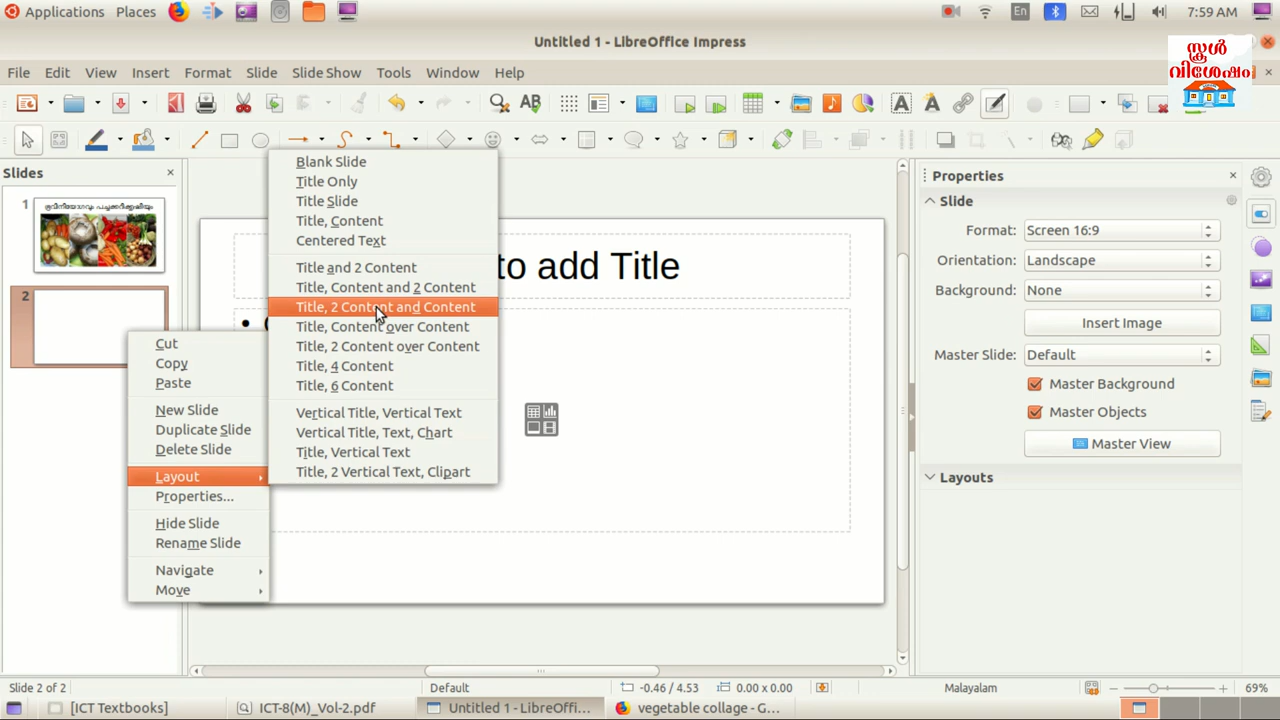 Applications Places En 7:59 AM
Untitled 1 - LibreOffice Impress
സ്കൂൾ
വിശേഷം
File Edit View Insert Format Slide Slide Show Tools Window Help
Slides
1
2
Blank Slide
Title Only
Title Slide
Title, Content
Centered Text
Title and 2 Content
Title, Content and 2 Content
Title, 2 Content and Content
Title, Content over Content
Title, 2 Content over Content
Title, 4 Content
Title, 6 Content
Vertical Title, Vertical Text
Vertical Title, Text, Chart
Title, Vertical Text
Title, 2 Vertical Text, Clipart
Cut
Copy
Paste
New Slide
Duplicate Slide
Delete Slide
Layout
Properties...
Hide Slide
Rename Slide
Navigate
Move
to add Title
Properties
Slide
Format: Screen 16:9
Orientation: Landscape
Background: None
Insert Image
Master Slide: Default
Master Background
Master Objects
Master View
Layouts
Slide 2 of 2 Default -0.46 / 4.53 0.00 x 0.00 Malayalam 69%
[ICT Textbooks] ICT-8(M)_Vol-2.pdf Untitled 1 - LibreOffi... vegetable collage - G...